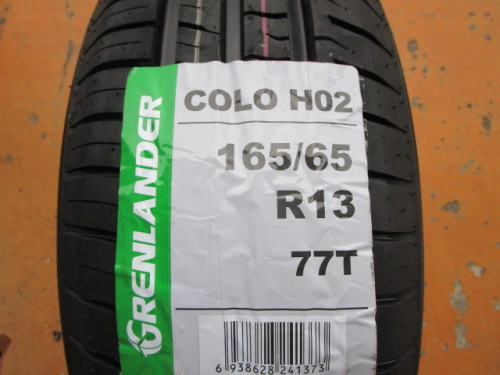 GRENLANDER
COLO H02
165/65
R13
77T
6 938628 241373